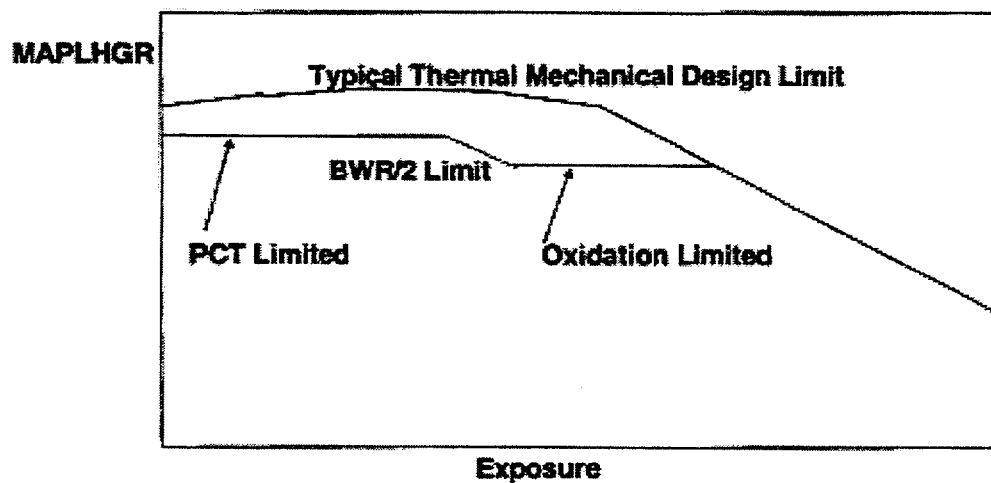 MAPLHGR
Typical Thermal Mechanical Design Limit
BWR/2 Limit
PCT Limited
Oxidation Limited
Exposure